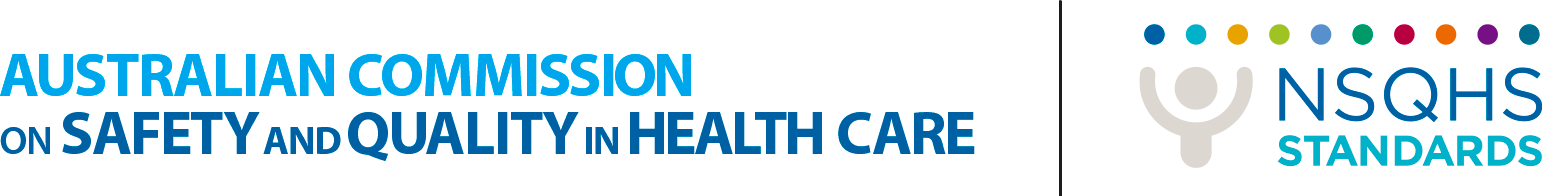 AUSTRALIAN COMMISSION
ON SAFETY AND QUALITY IN HEALTH CARE
NSQHS
STANDARDS